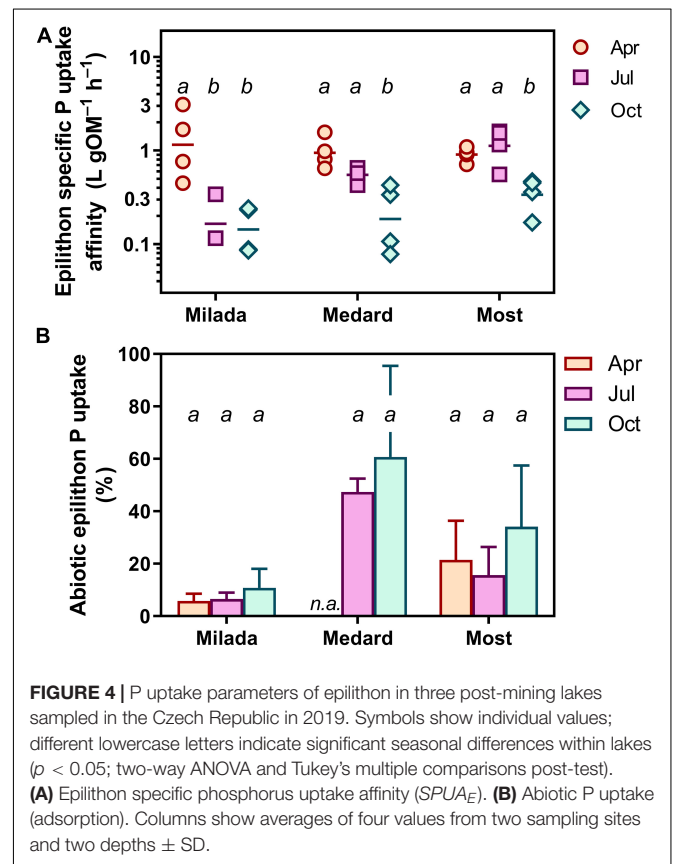 A
Epilithon specific P uptake
affinity (L gOM⁻¹ h⁻¹)
10
3
1
0.3
0.1
a b b
a a b
a a b
Milada Medard Most
Apr
Jul
Oct
B
Abiotic epilithon P uptake
(%)
100
80
60
40
20
0
a a a
a a
a a a
n.a.
Milada Medard Most
Apr
Jul
Oct
FIGURE 4 | P uptake parameters of epilithon in three post-mining lakes
sampled in the Czech Republic in 2019. Symbols show individual values;
different lowercase letters indicate significant seasonal differences within lakes
(p < 0.05; two-way ANOVA and Tukey's multiple comparisons post-test).
(A) Epilithon specific phosphorus uptake affinity (SPUA_E). (B) Abiotic P uptake
(adsorption). Columns show averages of four values from two sampling sites
and two depths ± SD.